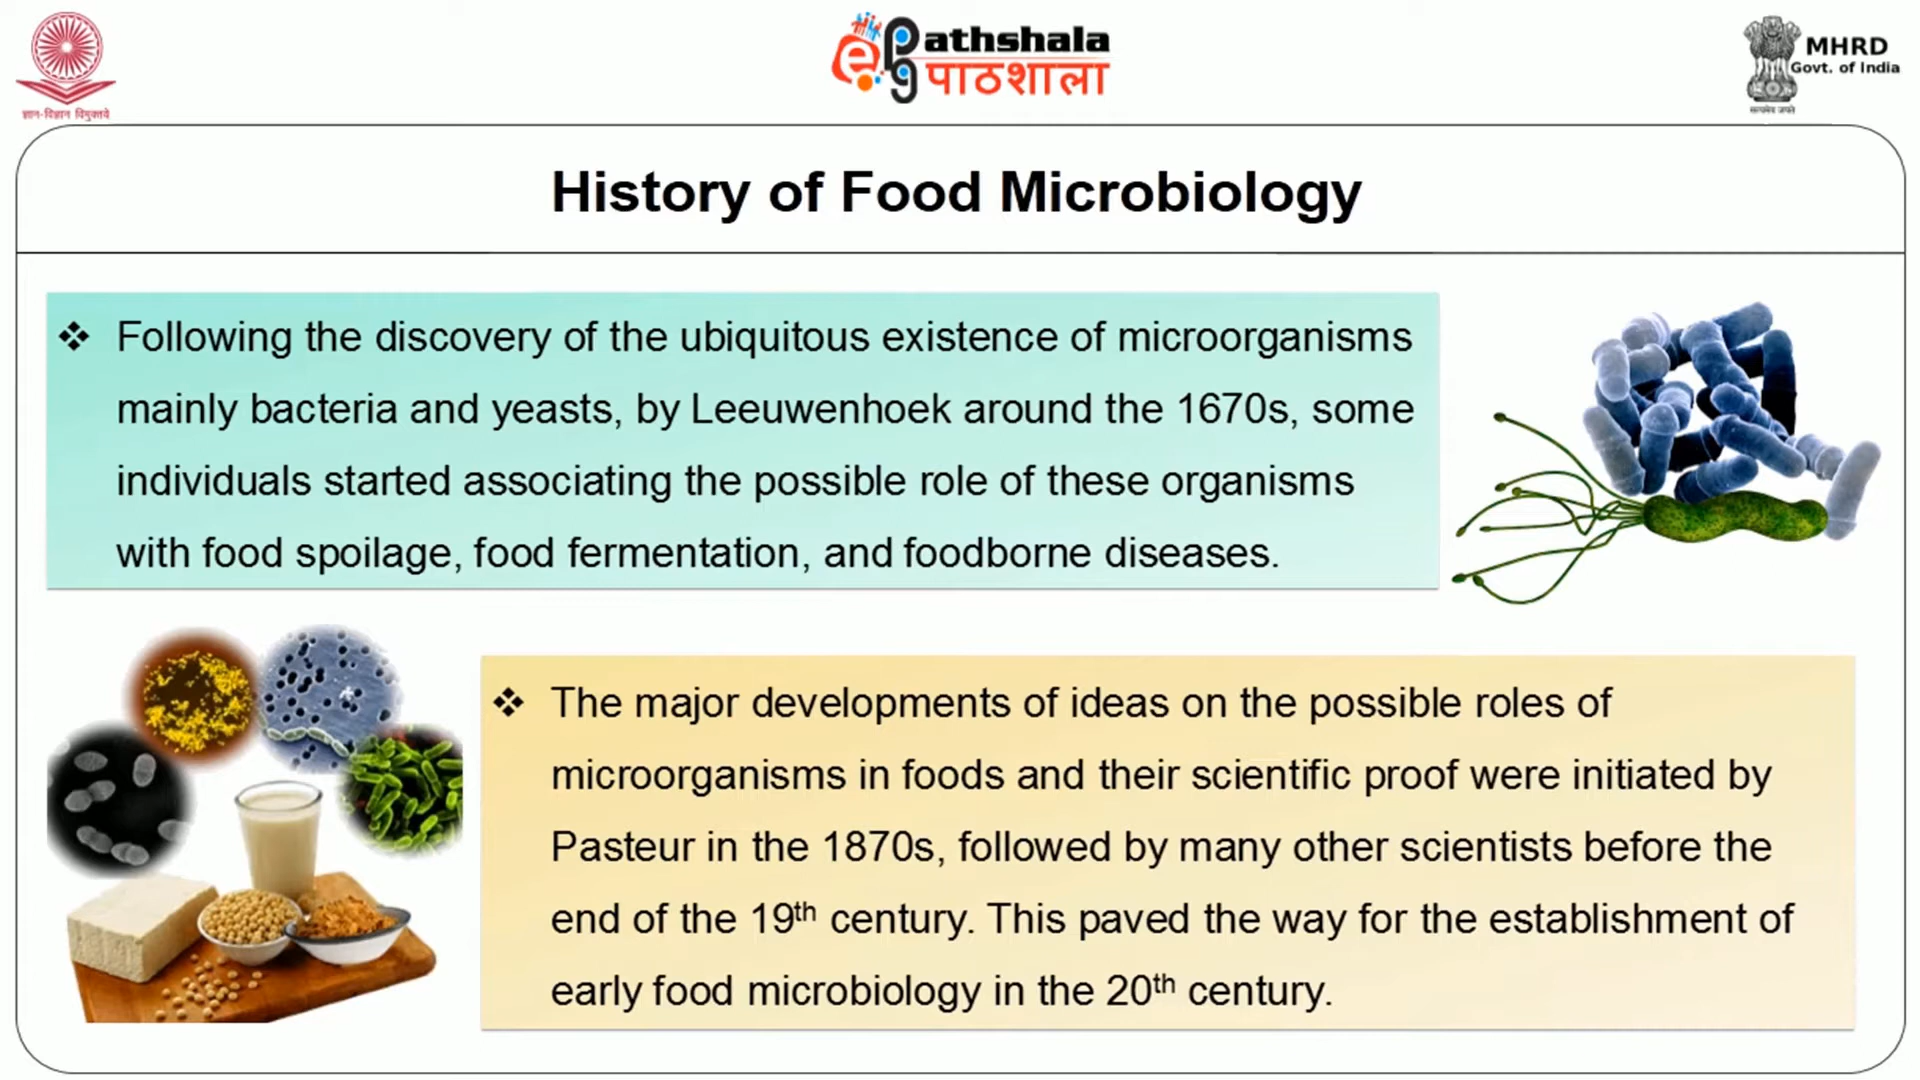 ज्ञान-विज्ञान विमुक्तये
ePathshala
पाठशाला
MHRD
Govt. of India
सत्यमेव जयते
History of Food Microbiology
❖ Following the discovery of the ubiquitous existence of microorganisms
mainly bacteria and yeasts, by Leeuwenhoek around the 1670s, some
individuals started associating the possible role of these organisms
with food spoilage, food fermentation, and foodborne diseases.
❖ The major developments of ideas on the possible roles of
microorganisms in foods and their scientific proof were initiated by
Pasteur in the 1870s, followed by many other scientists before the
end of the 19th century. This paved the way for the establishment of
early food microbiology in the 20th century.